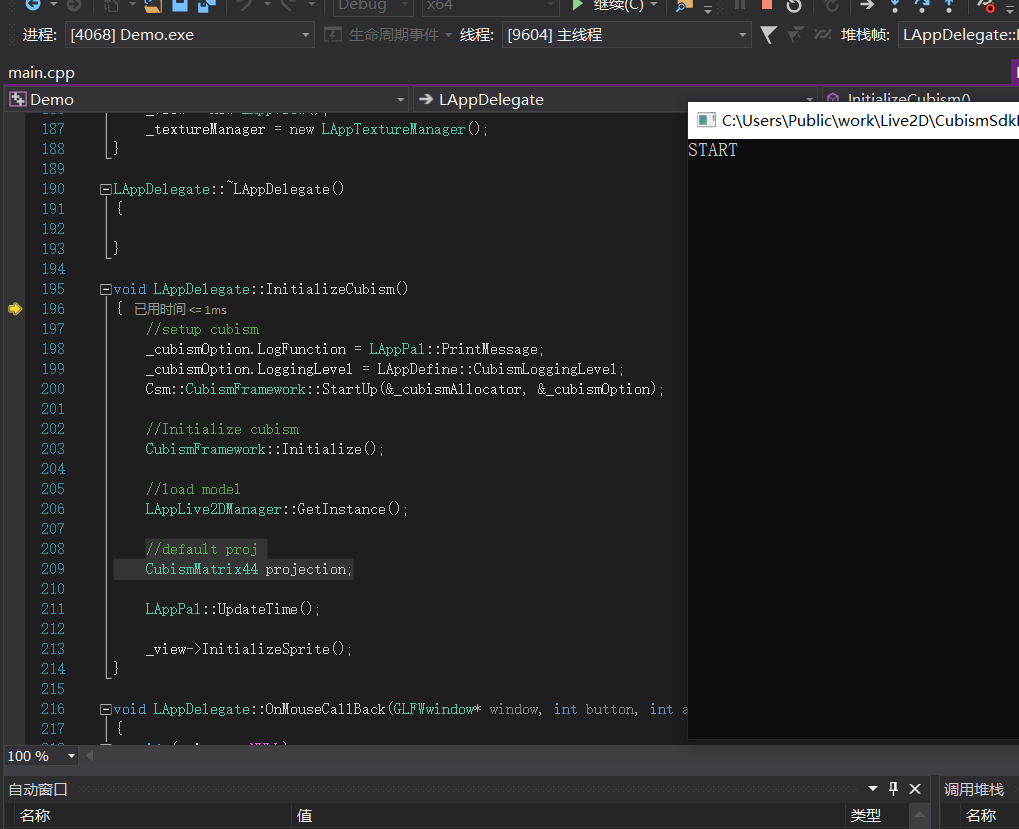 Debug x64 继续(C)
进程: [4068] Demo.exe 生命周期事件 线程: [9604] 主线程 堆栈帧: LAppDelegate::
main.cpp
Demo LAppDelegate InitializeCubism()
C:\Users\Public\work\Live2D\CubismSdk
START
187 _textureManager = new LAppTextureManager();
188 }
189
190 LAppDelegate::~LAppDelegate()
191 {
192
193 }
194
195 void LAppDelegate::InitializeCubism()
196 { 已用时间 <= 1ms
197 //setup cubism
198 _cubismOption.LogFunction = LAppPal::PrintMessage;
199 _cubismOption.LoggingLevel = LAppDefine::CubismLoggingLevel;
200 Csm::CubismFramework::StartUp(&_cubismAllocator, &_cubismOption);
201
202 //Initialize cubism
203 CubismFramework::Initialize();
204
205 //load model
206 LAppLive2DManager::GetInstance();
207
208 //default proj
209 CubismMatrix44 projection;
210
211 LAppPal::UpdateTime();
212
213 _view->InitializeSprite();
214 }
215
216 void LAppDelegate::OnMouseCallBack(GLFWwindow* window, int button, int a
217 {
100 %
自动窗口 调用堆栈
名称 值 类型 名称